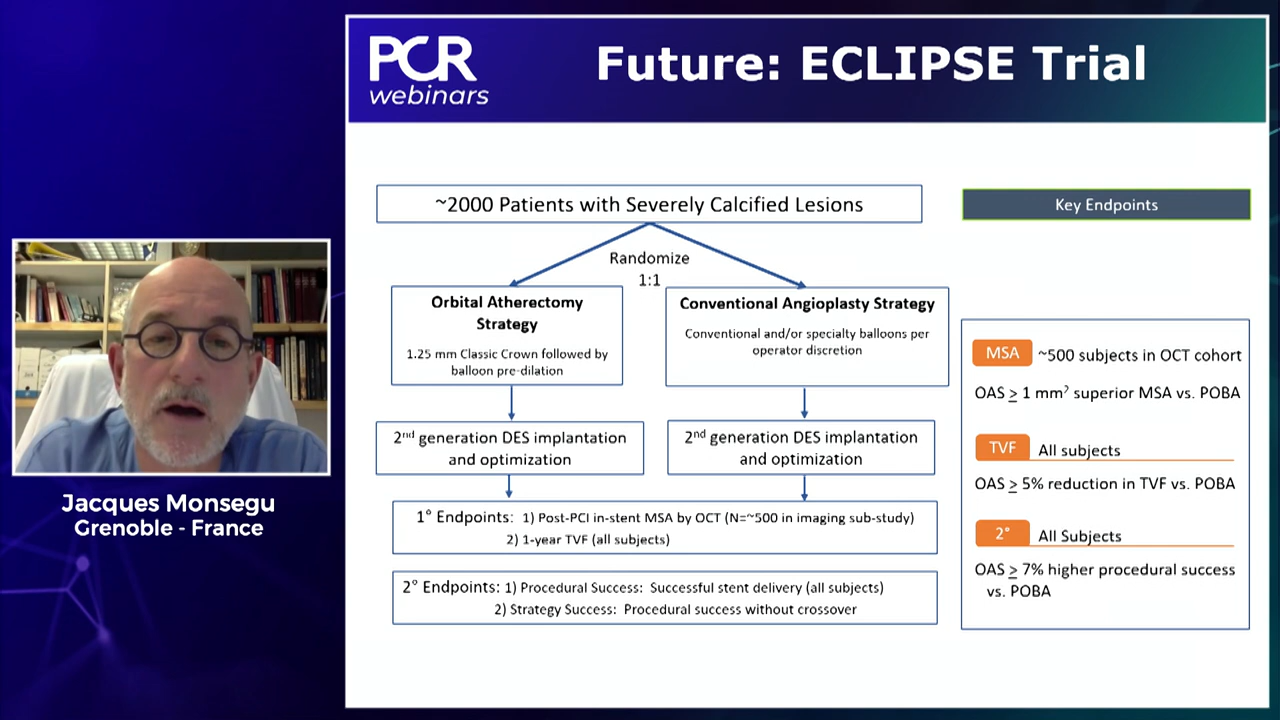 PCR
webinars
Future: ECLIPSE Trial
~2000 Patients with Severely Calcified Lesions
Randomize
1:1
Orbital Atherectomy
Strategy
1.25 mm Classic Crown followed by
balloon pre-dilation
Conventional Angioplasty Strategy
Conventional and/or specialty balloons per
operator discretion
2nd generation DES implantation
and optimization
2nd generation DES implantation
and optimization
1° Endpoints: 1) Post-PCI in-stent MSA by OCT (N=~500 in imaging sub-study)
2) 1-year TVF (all subjects)
2° Endpoints: 1) Procedural Success: Successful stent delivery (all subjects)
2) Strategy Success: Procedural success without crossover
Key Endpoints
MSA ~500 subjects in OCT cohort
OAS ≥ 1 mm² superior MSA vs. POBA
TVF All subjects
OAS ≥ 5% reduction in TVF vs. POBA
2° All Subjects
OAS ≥ 7% higher procedural success
vs. POBA
Jacques Monsegu
Grenoble - France